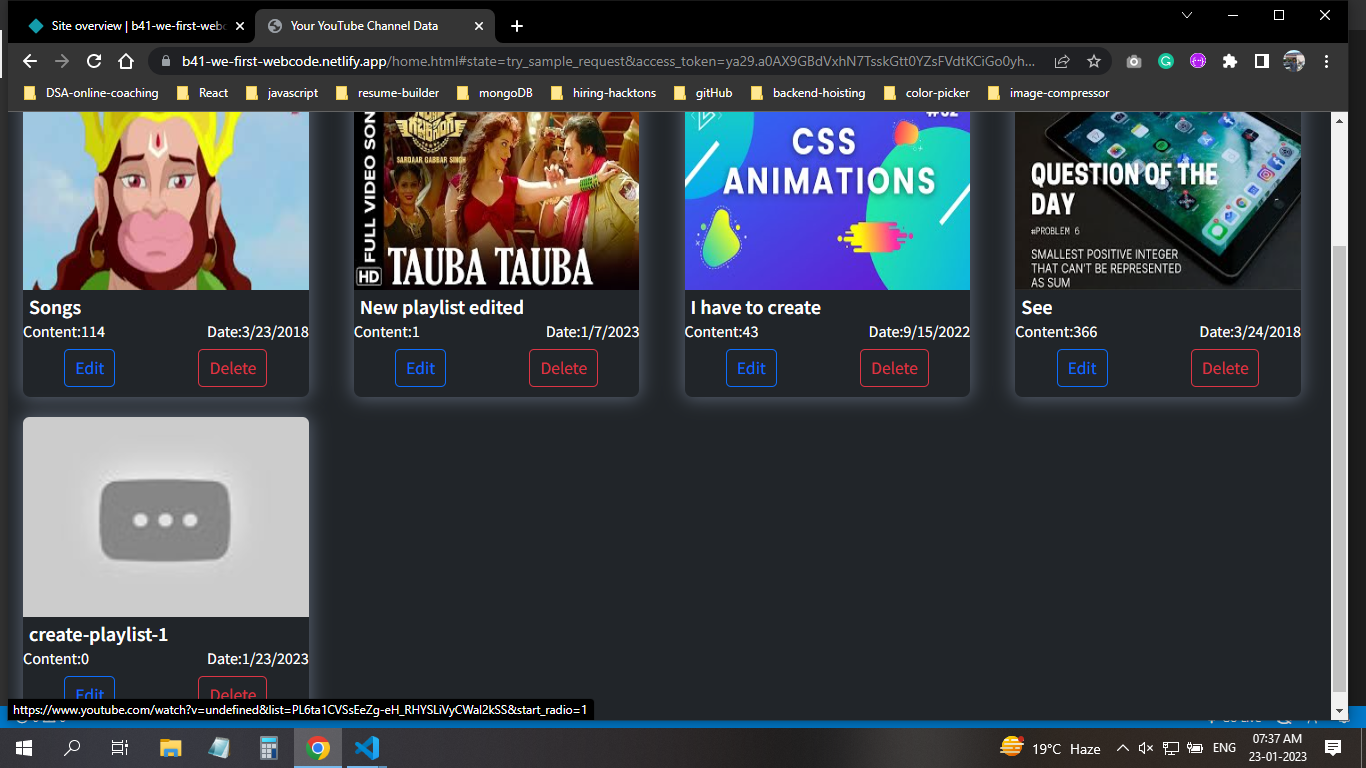 Site overview | b41-we-first-webc
Your YouTube Channel Data
b41-we-first-webcode.netlify.app/home.html#state=try_sample_request&access_token=ya29.a0AX9GBdVxhN7TsskGtt0YZsFVdtKCiGo0yh...
DSA-online-coaching
React
javascript
resume-builder
mongoDB
hiring-hacktons
gitHub
backend-hoisting
color-picker
image-compressor
FULL VIDEO SON
HD
SARDAAR GABBAR SINGH
TAUBA TAUBA
CSS
ANIMATIONS
QUESTION OF THE
DAY
#PROBLEM 6
SMALLEST POSITIVE INTEGER
THAT CAN'T BE REPRESENTED
AS SUM
Songs
Content:114 Date:3/23/2018
Edit Delete
New playlist edited
Content:1 Date:1/7/2023
Edit Delete
I have to create
Content:43 Date:9/15/2022
Edit Delete
See
Content:366 Date:3/24/2018
Edit Delete
create-playlist-1
Content:0 Date:1/23/2023
Edit Delete
https://www.youtube.com/watch?v=undefined&list=PL6ta1CVSsEeZg-eH_RHYSLiVyCWal2kSS&start_radio=1
19°C Haze
ENG
07:37 AM
23-01-2023